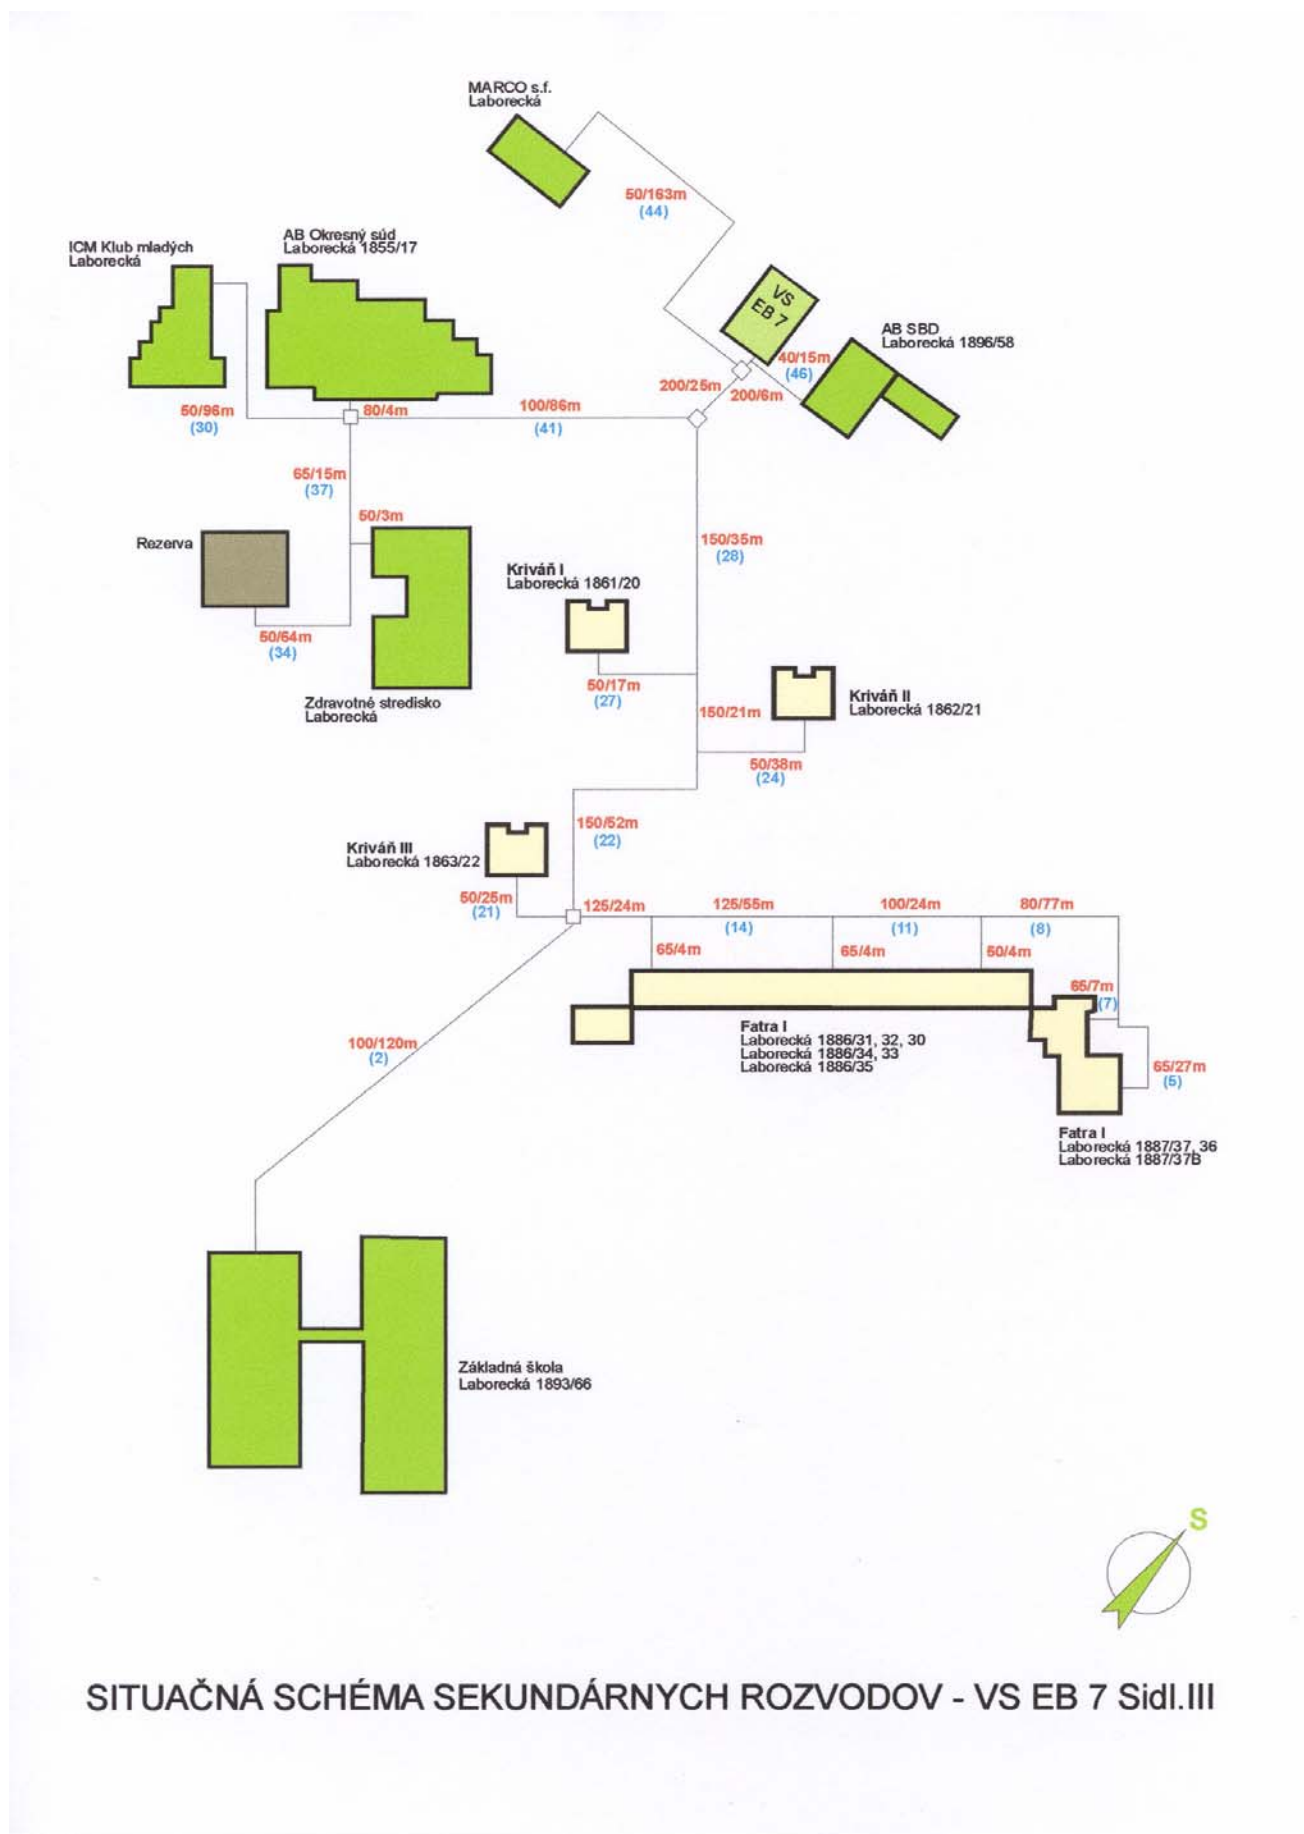 MARCO s.f.
Laborecká
50/163m
(44)
AB Okresný súd
Laborecká 1855/17
ICM Klub mladých
Laborecká
VS
EB 7
AB SBD
Laborecká 1896/58
40/15m
(46)
200/25m
200/6m
50/96m
(30)
80/4m
100/86m
(41)
65/15m
(37)
50/3m
Rezerva
150/35m
(28)
Kriváň I
Laborecká 1861/20
50/64m
(34)
50/17m
(27)
Zdravotné stredisko
Laborecká
150/21m
Kriváň II
Laborecká 1862/21
50/38m
(24)
150/52m
(22)
Kriváň III
Laborecká 1863/22
50/25m
(21)
125/24m
125/55m
(14)
100/24m
(11)
80/77m
(8)
65/4m
65/4m
50/4m
65/7m
(7)
Fatra I
Laborecká 1886/31, 32, 30
Laborecká 1886/34, 33
Laborecká 1886/35
100/120m
(2)
65/27m
(5)
Fatra I
Laborecká 1887/37, 36
Laborecká 1887/37B
Základná škola
Laborecká 1893/66
S
SITUAČNÁ SCHÉMA SEKUNDÁRNYCH ROZVODOV - VS EB 7 Sidl.III